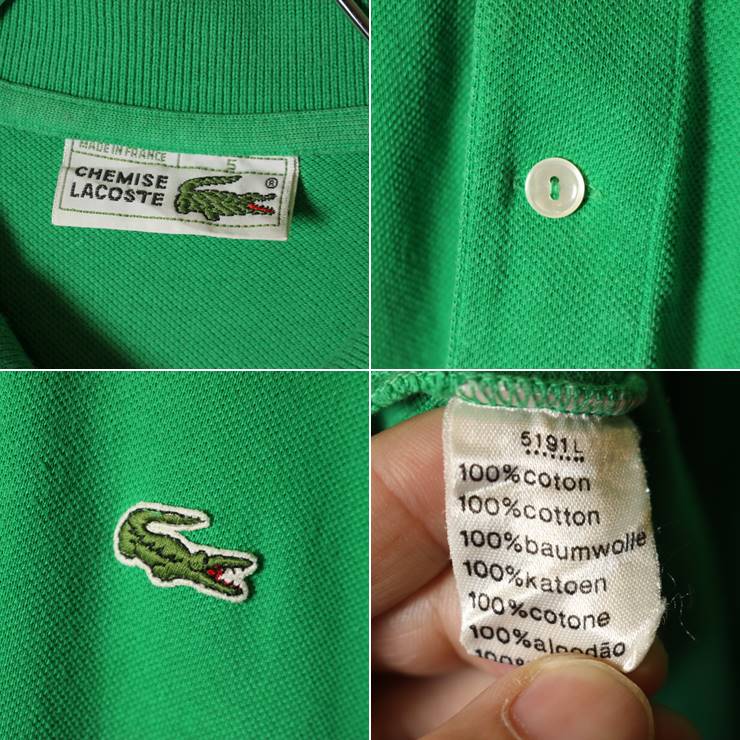 MADE IN FRANCE 5
CHEMISE
LACOSTE ®
5191L
100%coton
100%cotton
100%baumwolle
100%katoen
100%cotone
100%algodão
100%